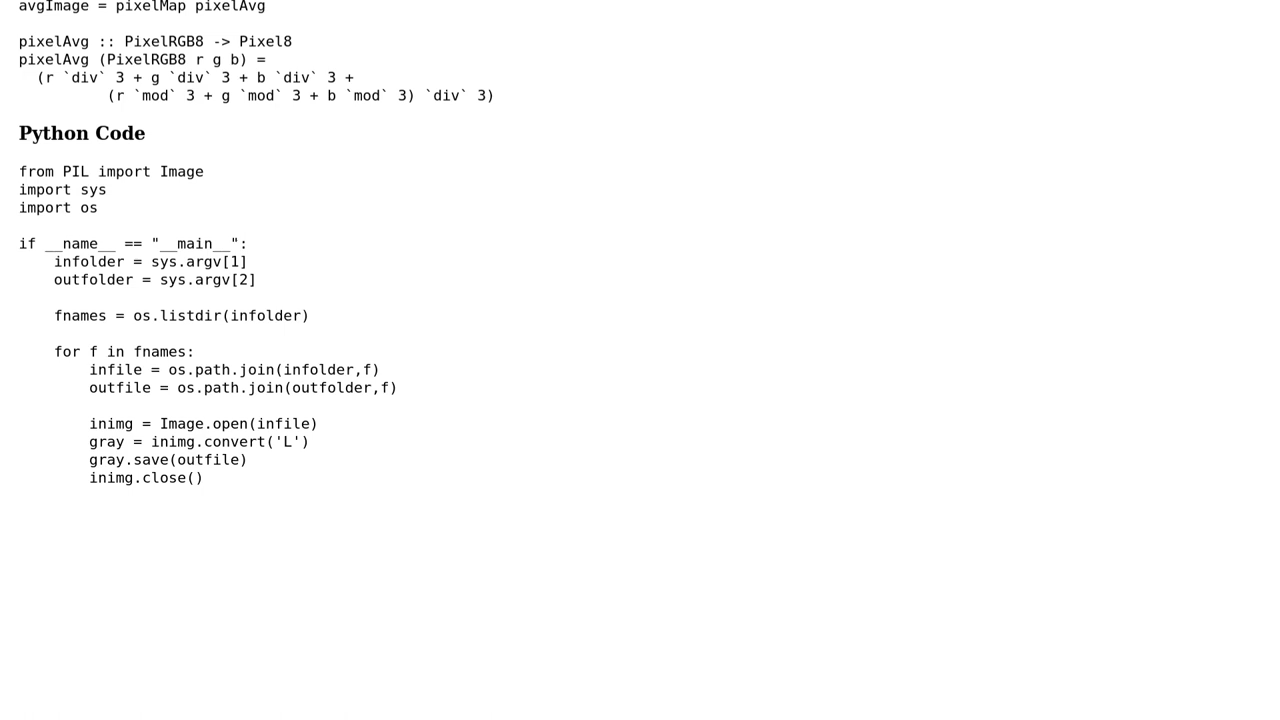 avgImage = pixelMap pixelAvg

pixelAvg :: PixelRGB8 -> Pixel8
pixelAvg (PixelRGB8 r g b) =
  (r `div` 3 + g `div` 3 + b `div` 3 +
          (r `mod` 3 + g `mod` 3 + b `mod` 3) `div` 3)

Python Code

from PIL import Image
import sys
import os

if __name__ == "__main__":
    infolder = sys.argv[1]
    outfolder = sys.argv[2]

    fnames = os.listdir(infolder)

    for f in fnames:
        infile = os.path.join(infolder,f)
        outfile = os.path.join(outfolder,f)

        inimg = Image.open(infile)
        gray = inimg.convert('L')
        gray.save(outfile)
        inimg.close()